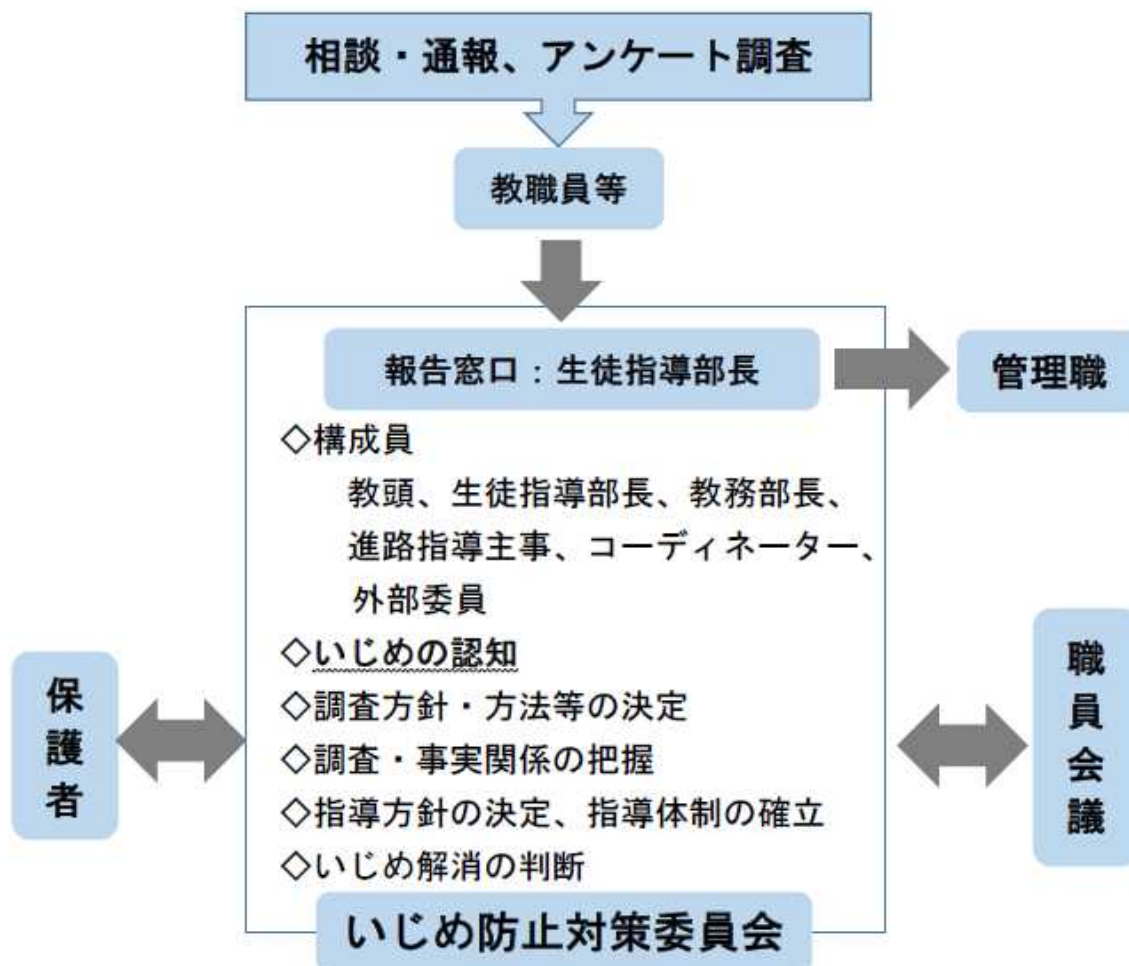 相談・通報、アンケート調査
教職員等
報告窓口：生徒指導部長
管理職
◇構成員
教頭、生徒指導部長、教務部長、
進路指導主事、コーディネーター、
外部委員
◇いじめの認知
◇調査方針・方法等の決定
◇調査・事実関係の把握
◇指導方針の決定、指導体制の確立
◇いじめ解消の判断
保護者
職員会議
いじめ防止対策委員会